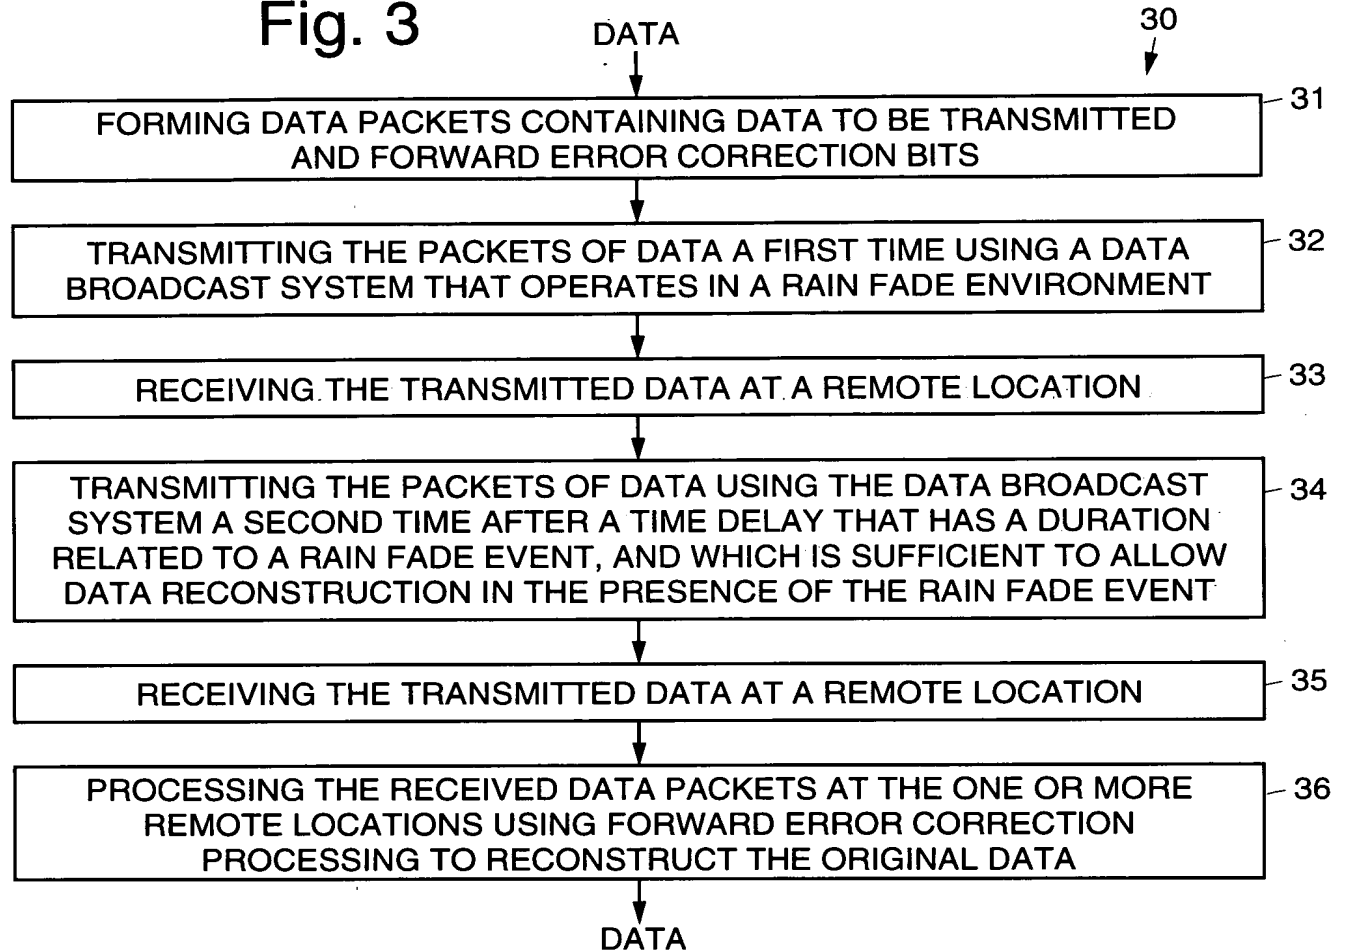 Fig. 3
DATA
30
31
FORMING DATA PACKETS CONTAINING DATA TO BE TRANSMITTED
AND FORWARD ERROR CORRECTION BITS
32
TRANSMITTING THE PACKETS OF DATA A FIRST TIME USING A DATA
BROADCAST SYSTEM THAT OPERATES IN A RAIN FADE ENVIRONMENT
33
RECEIVING THE TRANSMITTED DATA AT A REMOTE LOCATION
34
TRANSMITTING THE PACKETS OF DATA USING THE DATA BROADCAST
SYSTEM A SECOND TIME AFTER A TIME DELAY THAT HAS A DURATION
RELATED TO A RAIN FADE EVENT, AND WHICH IS SUFFICIENT TO ALLOW
DATA RECONSTRUCTION IN THE PRESENCE OF THE RAIN FADE EVENT
35
RECEIVING THE TRANSMITTED DATA AT A REMOTE LOCATION
36
PROCESSING THE RECEIVED DATA PACKETS AT THE ONE OR MORE
REMOTE LOCATIONS USING FORWARD ERROR CORRECTION
PROCESSING TO RECONSTRUCT THE ORIGINAL DATA
DATA